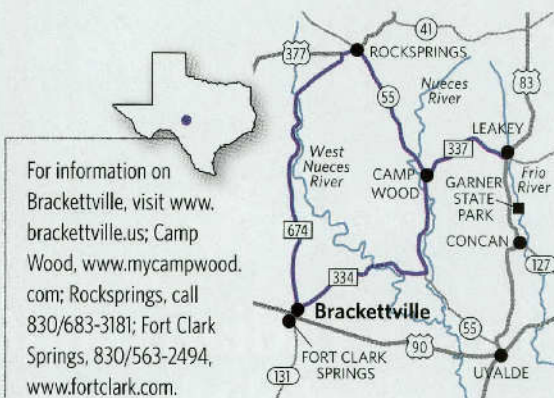 For information on
Brackettville, visit www.
brackettville.us; Camp
Wood, www.mycampwood.
com; Rocksprings, call
830/683-3181; Fort Clark
Springs, 830/563-2494,
www.fortclark.com.
41
377
ROCKSPRINGS
83
Nueces
River
55
LEAKEY
337
West
Nueces
River
CAMP
WOOD
Frio
River
GARNER
STATE
PARK
674
CONCAN
127
334
Brackettville
55
90
FORT CLARK
SPRINGS
UVALDE
131